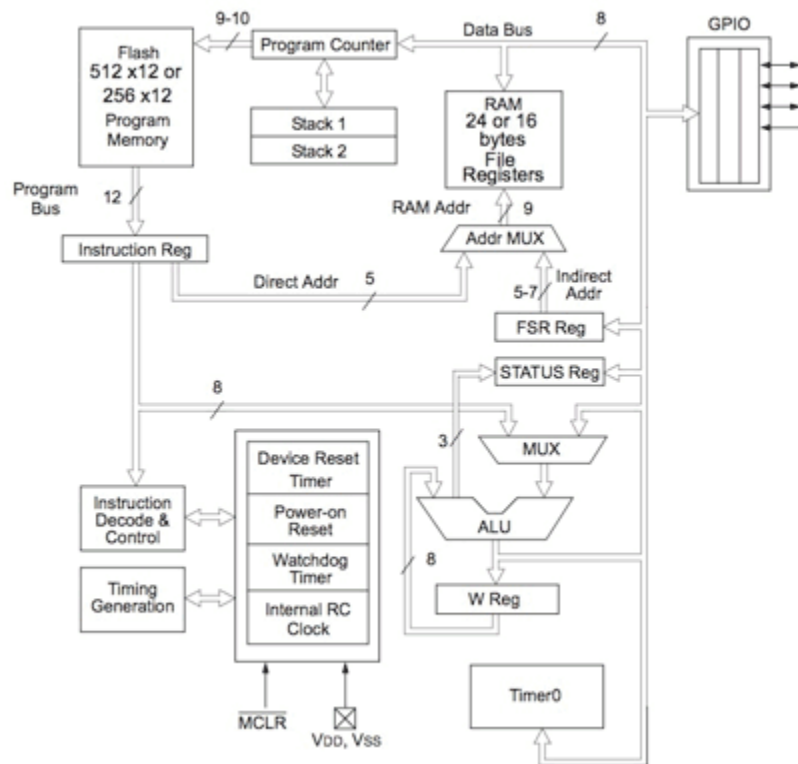 9-10
Program Counter
Data Bus
8
GPIO
Flash
512 x12 or
256 x12
Program
Memory
Stack 1
Stack 2
RAM
24 or 16
bytes
File
Registers
Program
Bus
12
RAM Addr
9
Instruction Reg
Addr MUX
Direct Addr
5
5-7
Indirect
Addr
FSR Reg
STATUS Reg
8
3
MUX
Device Reset
Timer
Power-on
Reset
Watchdog
Timer
Internal RC
Clock
Instruction
Decode &
Control
Timing
Generation
ALU
8
W Reg
Timer0
MCLR
VDD, VSS